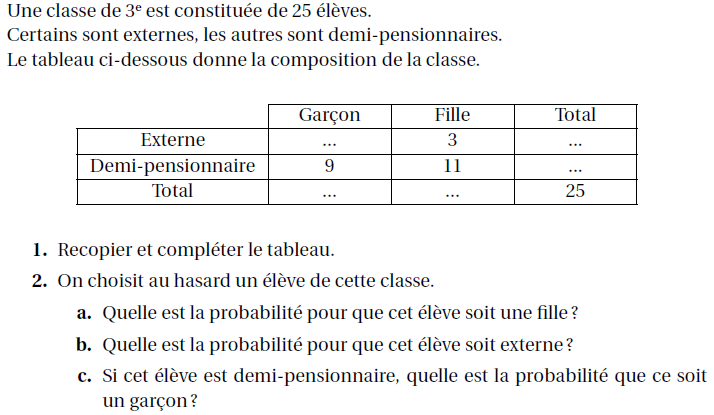 Une classe de 3e est constituée de 25 élèves.
Certains sont externes, les autres sont demi-pensionnaires.
Le tableau ci-dessous donne la composition de la classe.
Garçon Fille Total
Externe ... 3 ...
Demi-pensionnaire 9 11 ...
Total ... ... 25
1. Recopier et compléter le tableau.
2. On choisit au hasard un élève de cette classe.
a. Quelle est la probabilité pour que cet élève soit une fille ?
b. Quelle est la probabilité pour que cet élève soit externe ?
c. Si cet élève est demi-pensionnaire, quelle est la probabilité que ce soit
un garçon ?